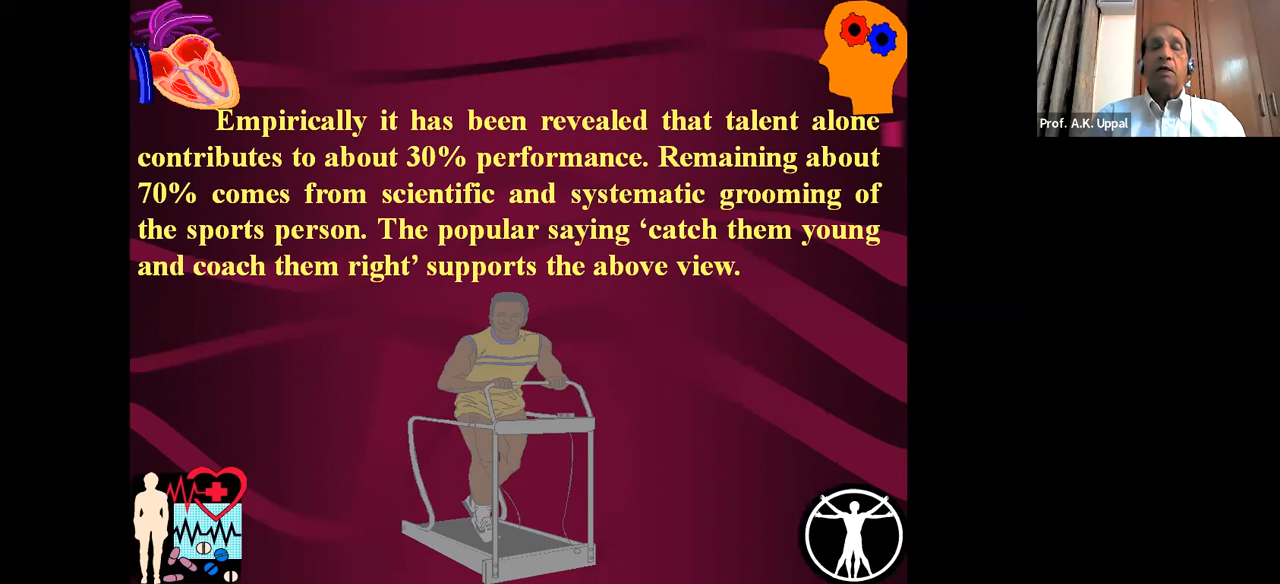 Empirically it has been revealed that talent alone
contributes to about 30% performance. Remaining about
70% comes from scientific and systematic grooming of
the sports person. The popular saying ‘catch them young
and coach them right’ supports the above view.
Prof. A.K. Uppal